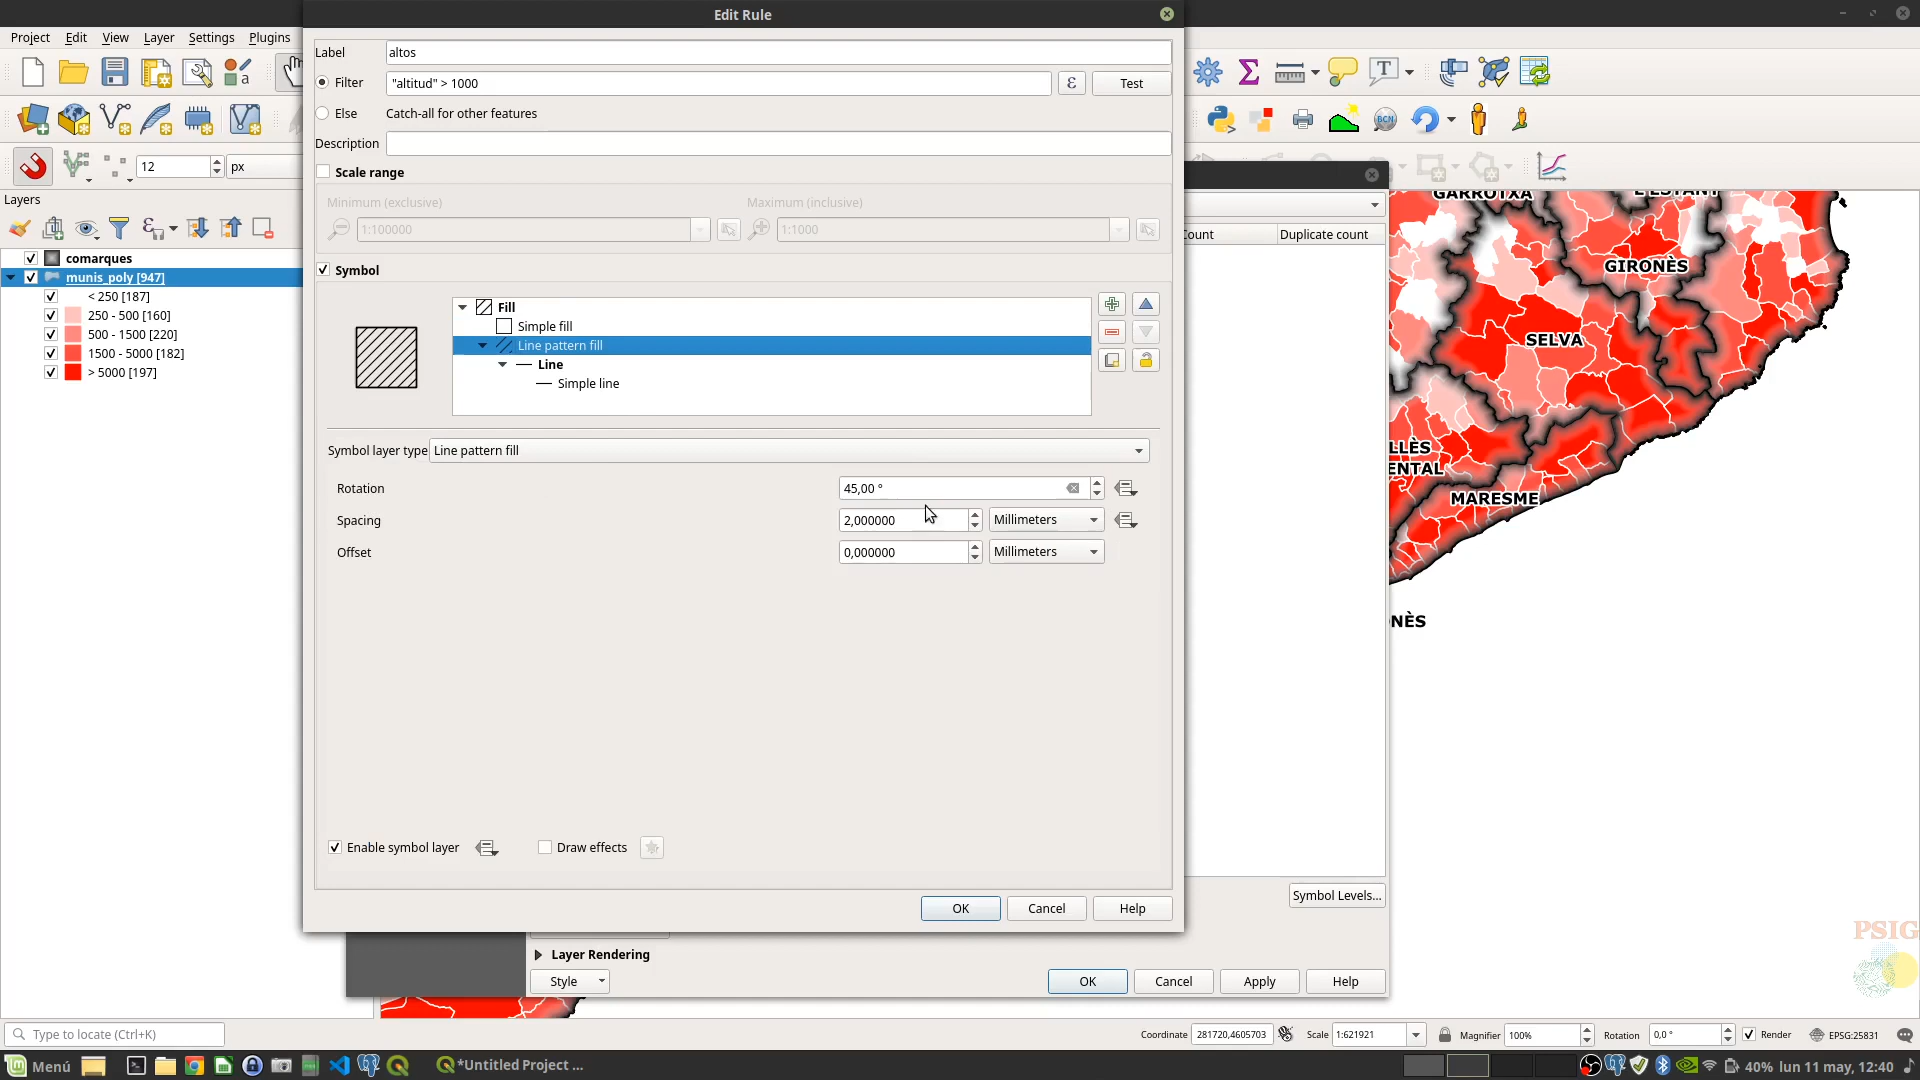 Edit Rule
Project Edit View Layer Settings Plugins
Label altos
Filter "altitud" > 1000 ε Test
Else Catch-all for other features
Description
12 px
Scale range
Layers
Minimum (exclusive) Maximum (inclusive)
1:100000 1:1000
Count Duplicate count
comarques
munis_poly [947]
< 250 [187]
250 - 500 [160]
500 - 1500 [220]
1500 - 5000 [182]
> 5000 [197]
Symbol
Fill
Simple fill
Line pattern fill
Line
Simple line
Symbol layer type Line pattern fill
Rotation 45,00 °
Spacing 2,000000 Millimeters
Offset 0,000000 Millimeters
GARROTXA
L'ESTANY
GIRONÈS
SELVA
LLÈS
ENTAL
MARESME
NÈS
Enable symbol layer Draw effects
OK Cancel Help
Symbol Levels...
PSIG
Layer Rendering
Style OK Cancel Apply Help
Type to locate (Ctrl+K) Coordinate 281720,4605703 Scale 1:621921 Magnifier 100% Rotation 0,0 ° Render EPSG:25831
Menú *Untitled Project ... 40% lun 11 may, 12:40
BCN